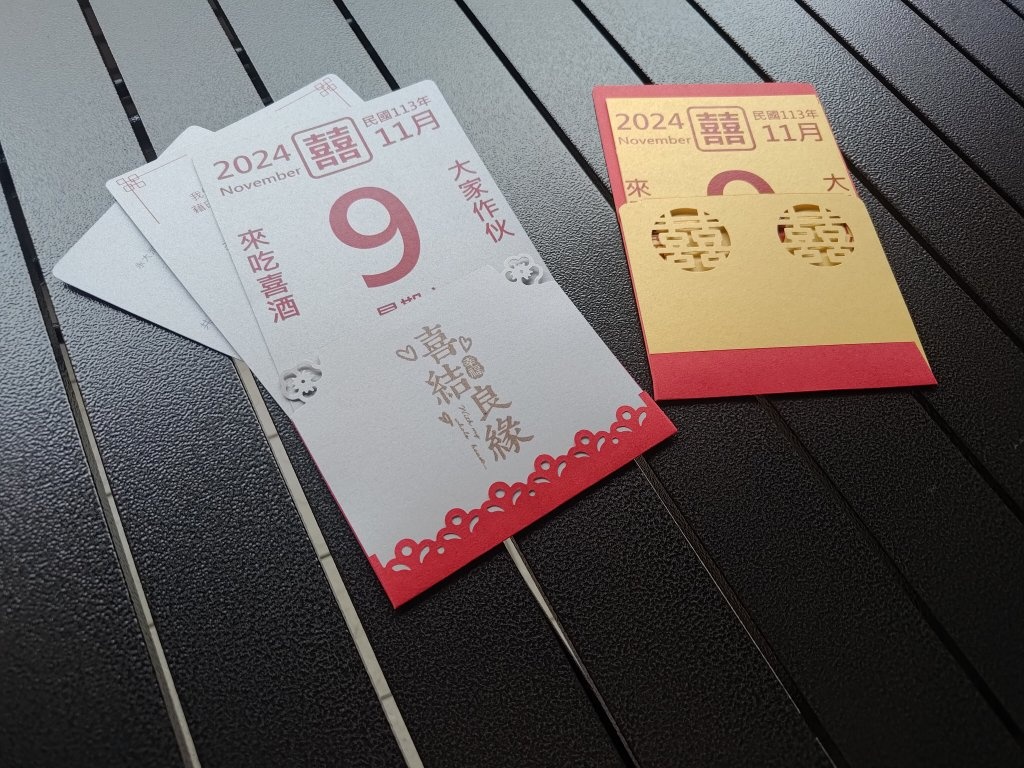 2024
November
囍
民國113年
11月
9
大家作伙
來吃喜酒
喜結良緣
2024
November
囍
民國113年
11月
來
大
囍
囍